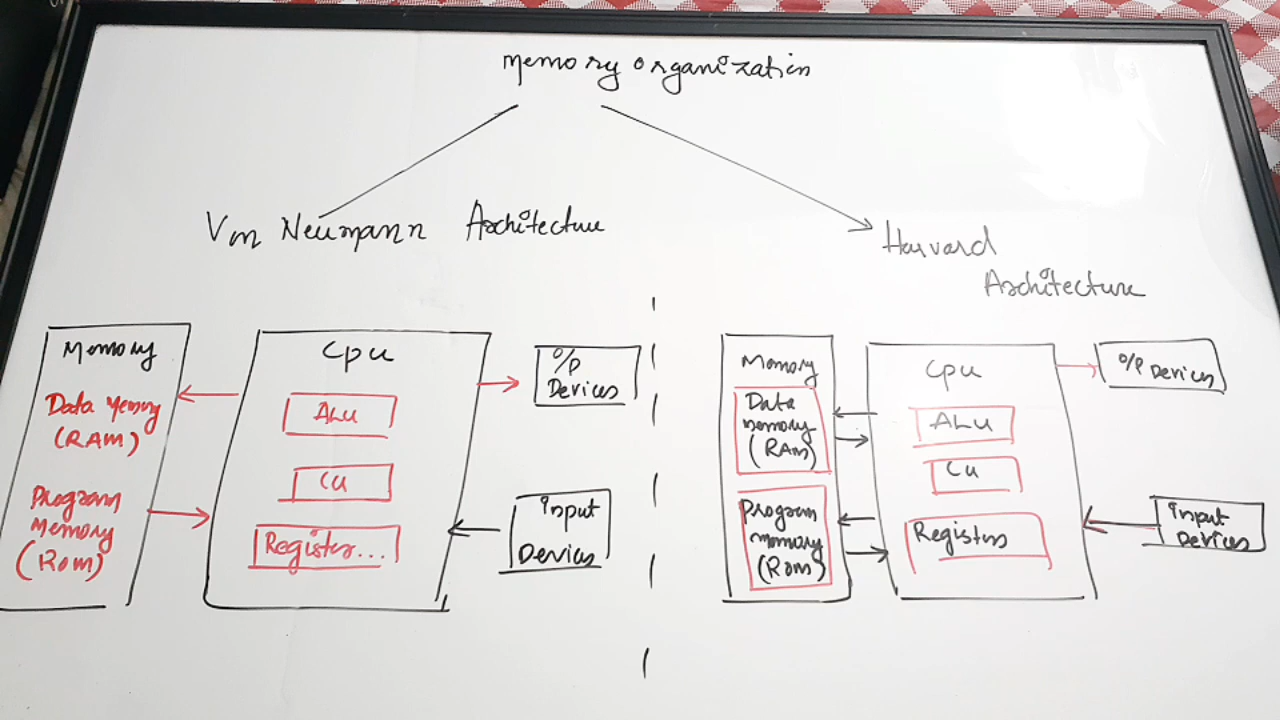 Memory organization
Von Neumann Architecture
Harvard
Architecture
Memory
Data Memory
(RAM)
Program
Memory
(Rom)
Cpu
ALU
CU
Register...
O/P
Devices
Input
Devices
Memory
Data
memory
(RAM)
Program
memory
(Rom)
Cpu
ALU
Cu
Registers
O/P Devices
Input
Devices